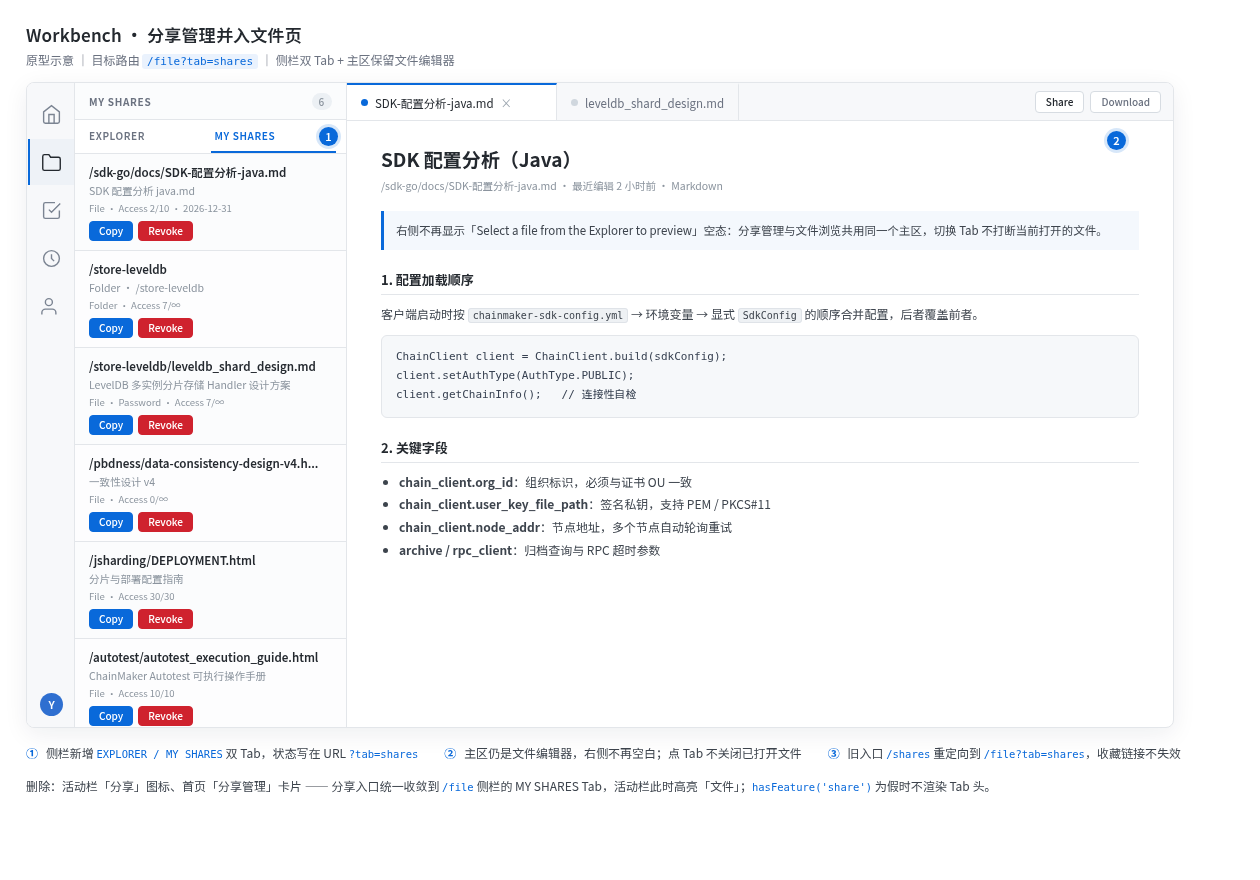 Workbench · 分享管理并入文件页
原型示意 | 目标路由 /file?tab=shares | 侧栏双 Tab + 主区保留文件编辑器
MY SHARES 6
EXPLORER MY SHARES 1
/sdk-go/docs/SDK-配置分析-java.md
SDK 配置分析 java.md
File · Access 2/10 · 2026-12-31
Copy Revoke
/store-leveldb
Folder · /store-leveldb
Folder · Access 7/∞
Copy Revoke
/store-leveldb/leveldb_shard_design.md
LevelDB 多实例分片存储 Handler 设计方案
File · Password · Access 7/∞
Copy Revoke
/pbdness/data-consistency-design-v4.h...
一致性设计 v4
File · Access 0/∞
Copy Revoke
/jsharding/DEPLOYMENT.html
分片与部署配置指南
File · Access 30/30
Copy Revoke
/autotest/autotest_execution_guide.html
ChainMaker Autotest 可执行操作手册
File · Access 10/10
Copy Revoke
Y
SDK-配置分析-java.md × leveldb_shard_design.md Share Download
2
SDK 配置分析（Java）
/sdk-go/docs/SDK-配置分析-java.md · 最近编辑 2 小时前 · Markdown
右侧不再显示「Select a file from the Explorer to preview」空态：分享管理与文件浏览共用同一个主区，切换 Tab 不打断当前打开的文件。
1. 配置加载顺序
客户端启动时按 chainmaker-sdk-config.yml → 环境变量 → 显式 SdkConfig 的顺序合并配置，后者覆盖前者。
ChainClient client = ChainClient.build(sdkConfig);
client.setAuthType(AuthType.PUBLIC);
client.getChainInfo(); // 连接性自检
2. 关键字段
• chain_client.org_id：组织标识，必须与证书 OU 一致
• chain_client.user_key_file_path：签名私钥，支持 PEM / PKCS#11
• chain_client.node_addr：节点地址，多个节点自动轮询重试
• archive / rpc_client：归档查询与 RPC 超时参数
① 侧栏新增 EXPLORER / MY SHARES 双 Tab，状态写在 URL ?tab=shares ② 主区仍是文件编辑器，右侧不再空白；点 Tab 不关闭已打开文件 ③ 旧入口 /shares 重定向到 /file?tab=shares，收藏链接不失效
删除：活动栏「分享」图标、首页「分享管理」卡片 —— 分享入口统一收敛到 /file 侧栏的 MY SHARES Tab，活动栏此时高亮「文件」；hasFeature('share') 为假时不渲染 Tab 头。